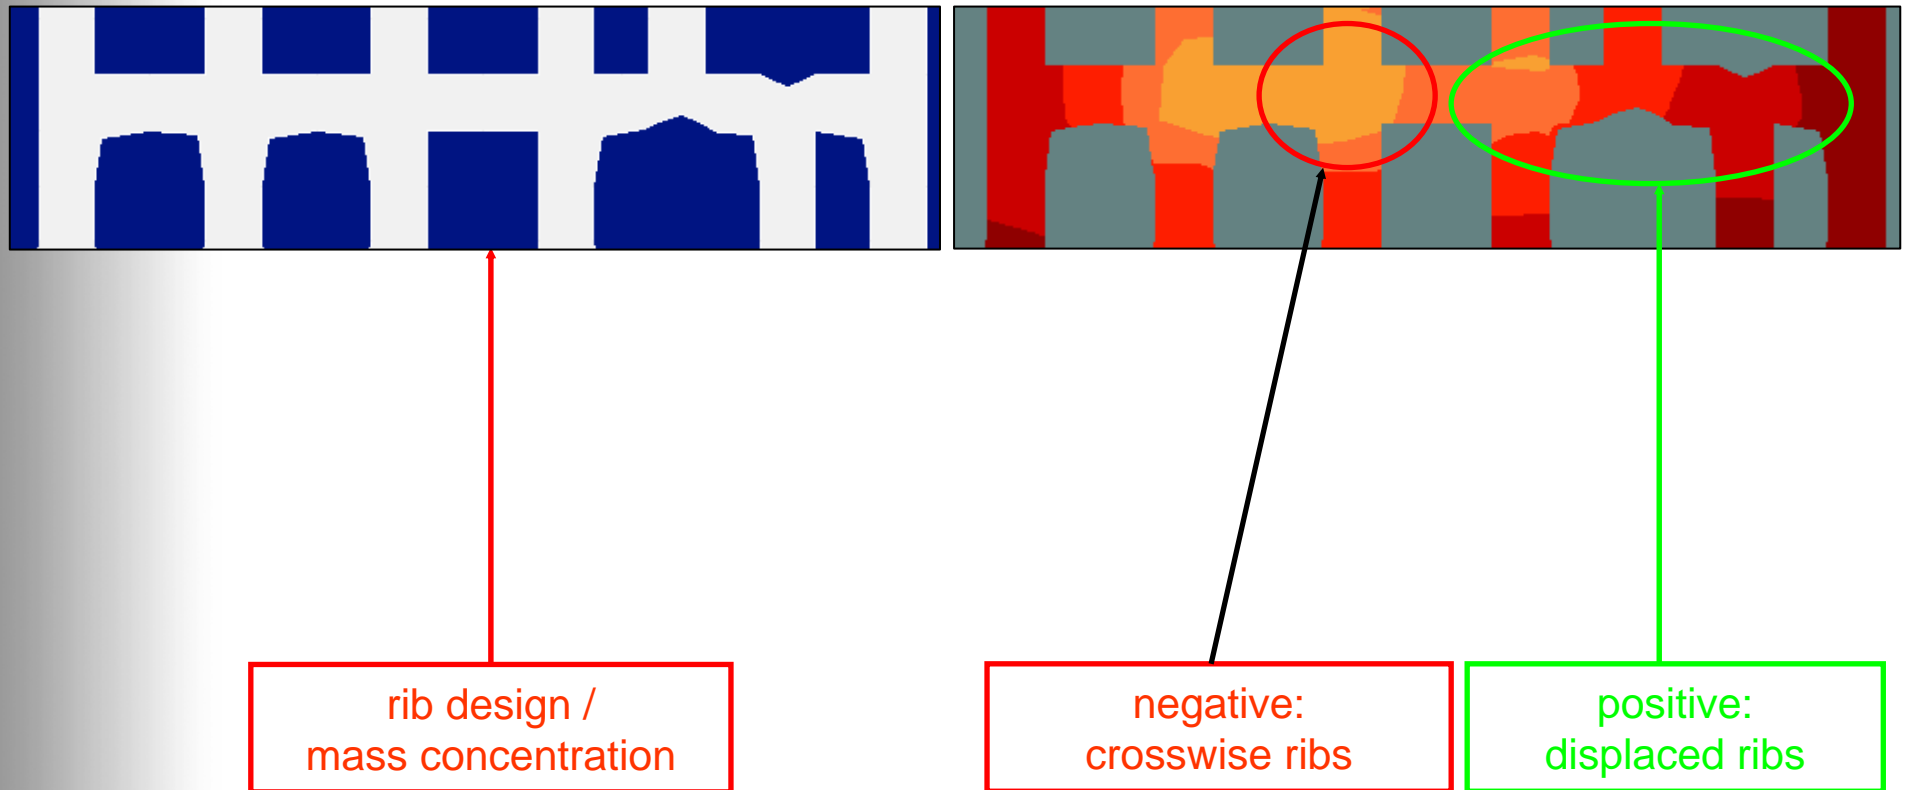 rib design /
mass concentration
negative:
crosswise ribs
positive:
displaced ribs